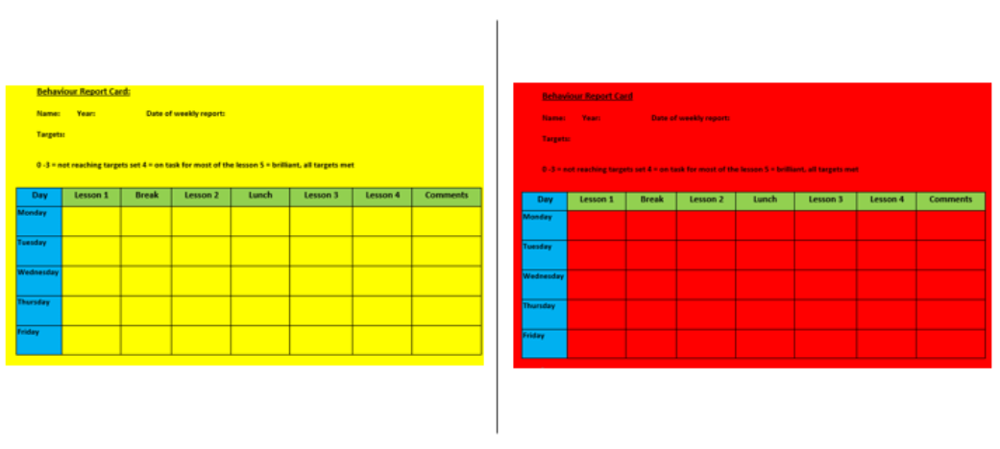 Behaviour Report Card:
Name: Year: Date of weekly report:
Targets:
0 -3 = not reaching targets set 4 = on task for most of the lesson 5 = brilliant, all targets met
Day Lesson 1 Break Lesson 2 Lunch Lesson 3 Lesson 4 Comments
Monday
Tuesday
Wednesday
Thursday
Friday
Behaviour Report Card
Name: Year: Date of weekly report:
Targets:
0 -3 = not reaching targets set 4 = on task for most of the lesson 5 = brilliant, all targets met
Day Lesson 1 Break Lesson 2 Lunch Lesson 3 Lesson 4 Comments
Monday
Tuesday
Wednesday
Thursday
Friday